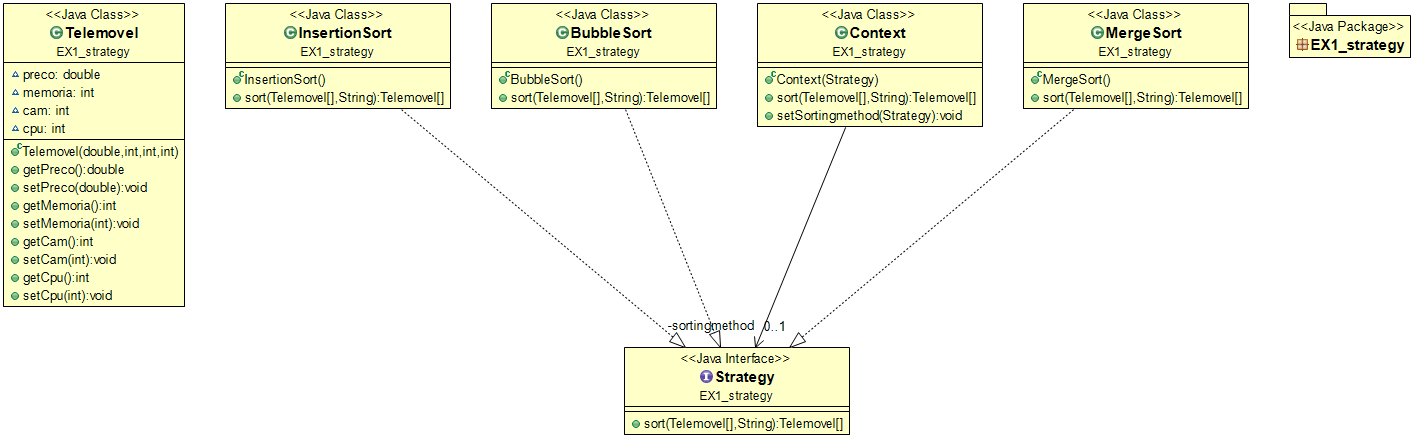 <<Java Class>>
Telemovel
EX1_strategy
preco: double
memoria: int
cam: int
cpu: int
Telemovel(double,int,int,int)
getPreco():double
setPreco(double):void
getMemoria():int
setMemoria(int):void
getCam():int
setCam(int):void
getCpu():int
setCpu(int):void
<<Java Class>>
InsertionSort
EX1_strategy
InsertionSort()
sort(Telemovel[],String):Telemovel[]
<<Java Class>>
BubbleSort
EX1_strategy
BubbleSort()
sort(Telemovel[],String):Telemovel[]
<<Java Class>>
Context
EX1_strategy
Context(Strategy)
sort(Telemovel[],String):Telemovel[]
setSortingmethod(Strategy):void
<<Java Class>>
MergeSort
EX1_strategy
MergeSort()
sort(Telemovel[],String):Telemovel[]
<<Java Package>>
EX1_strategy
-sortingmethod 0..1
<<Java Interface>>
Strategy
EX1_strategy
sort(Telemovel[],String):Telemovel[]